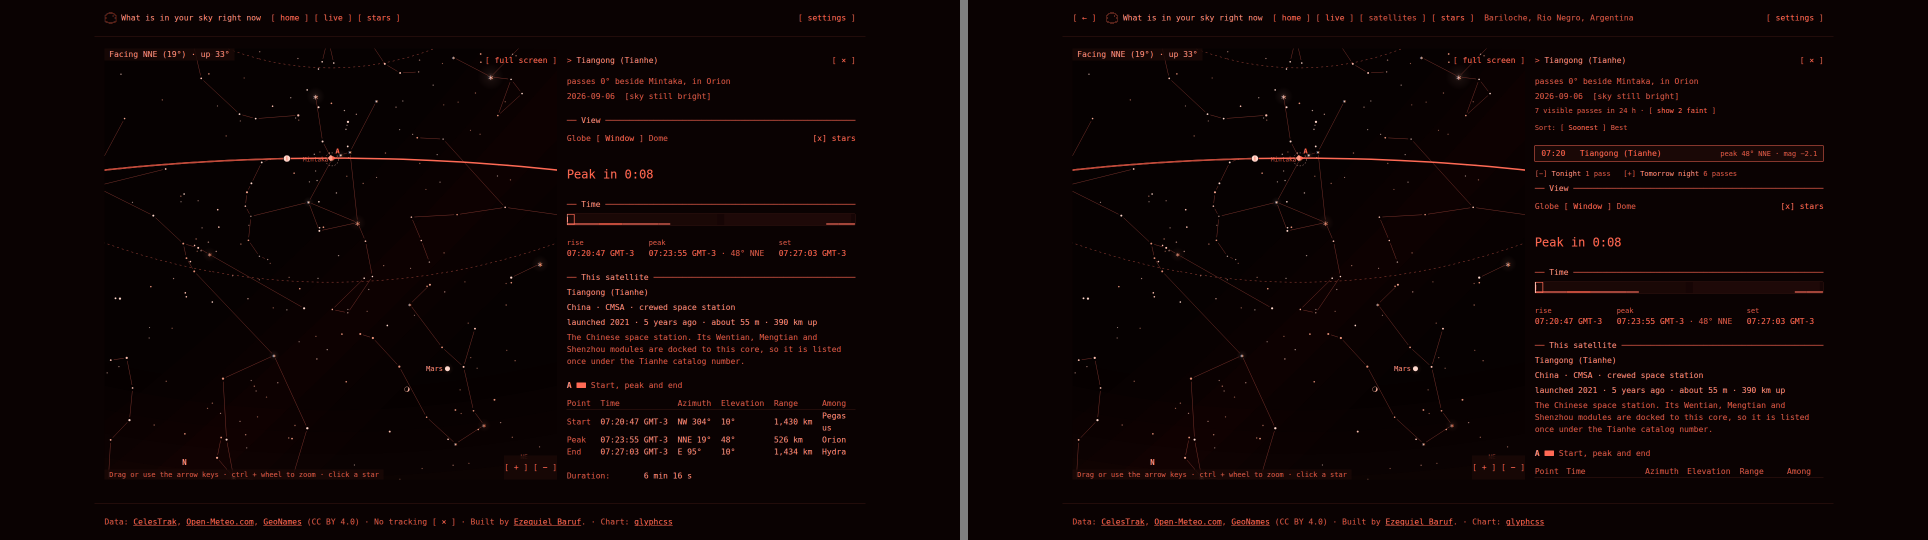 What is in your sky right now [ home ] [ live ] [ stars ] [ settings ]
Facing NNE (19°) · up 33°
[ full screen ]
> Tiangong (Tianhe) [ × ]
passes 0° beside Mintaka, in Orion
2026-09-06 [sky still bright]
View
Globe [ Window ] Dome [x] stars
Mintaka
A
Peak in 0:08
Time
rise peak set
07:20:47 GMT-3 07:23:55 GMT-3 · 48° NNE 07:27:03 GMT-3
This satellite
Tiangong (Tianhe)
China · CMSA · crewed space station
launched 2021 · 5 years ago · about 55 m · 390 km up
The Chinese space station. Its Wentian, Mengtian and
Shenzhou modules are docked to this core, so it is listed
once under the Tianhe catalog number.
Mars
A Start, peak and end
Point Time Azimuth Elevation Range Among
Start 07:20:47 GMT-3 NW 304° 10° 1,430 km Pegas
us
Peak 07:23:55 GMT-3 NNE 19° 48° 526 km Orion
End 07:27:03 GMT-3 E 95° 10° 1,434 km Hydra
N
[ + ] [ − ]
Drag or use the arrow keys · ctrl + wheel to zoom · click a star
Duration: 6 min 16 s
Data: CelesTrak, Open-Meteo.com, GeoNames (CC BY 4.0) · No tracking [ × ] · Built by Ezequiel Baruf. · Chart: glyphcss
[ ← ] What is in your sky right now [ home ] [ live ] [ satellites ] [ stars ] Bariloche, Rio Negro, Argentina [ settings ]
Facing NNE (19°) · up 33°
[ full screen ]
> Tiangong (Tianhe) [ × ]
passes 0° beside Mintaka, in Orion
2026-09-06 [sky still bright]
7 visible passes in 24 h · [ show 2 faint ]
Sort: [ Soonest ] Best
Mintaka
A
07:20 Tiangong (Tianhe) peak 48° NNE · mag −2.1
[−] Tonight 1 pass [+] Tomorrow night 6 passes
View
Globe [ Window ] Dome [x] stars
Peak in 0:08
Time
rise peak set
07:20:47 GMT-3 07:23:55 GMT-3 · 48° NNE 07:27:03 GMT-3
This satellite
Tiangong (Tianhe)
China · CMSA · crewed space station
launched 2021 · 5 years ago · about 55 m · 390 km up
The Chinese space station. Its Wentian, Mengtian and
Shenzhou modules are docked to this core, so it is listed
once under the Tianhe catalog number.
Mars
A Start, peak and end
Point Time Azimuth Elevation Range Among
N
[ + ] [ − ]
Drag or use the arrow keys · ctrl + wheel to zoom · click a star
Data: CelesTrak, Open-Meteo.com, GeoNames (CC BY 4.0) · Built by Ezequiel Baruf. · Chart: glyphcss